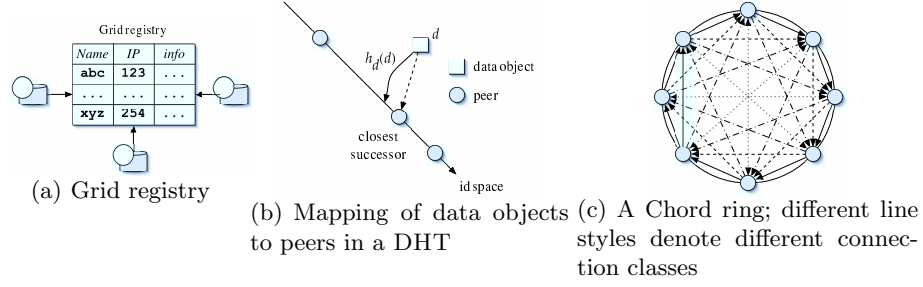 Grid registry
Name IP info
abc 123 ...
... ... ...
xyz 254 ...
(a) Grid registry
d
h_d(d)
data object
peer
closest
successor
id space
(b) Mapping of data objects
to peers in a DHT
(c) A Chord ring; different line
styles denote different connec-
tion classes